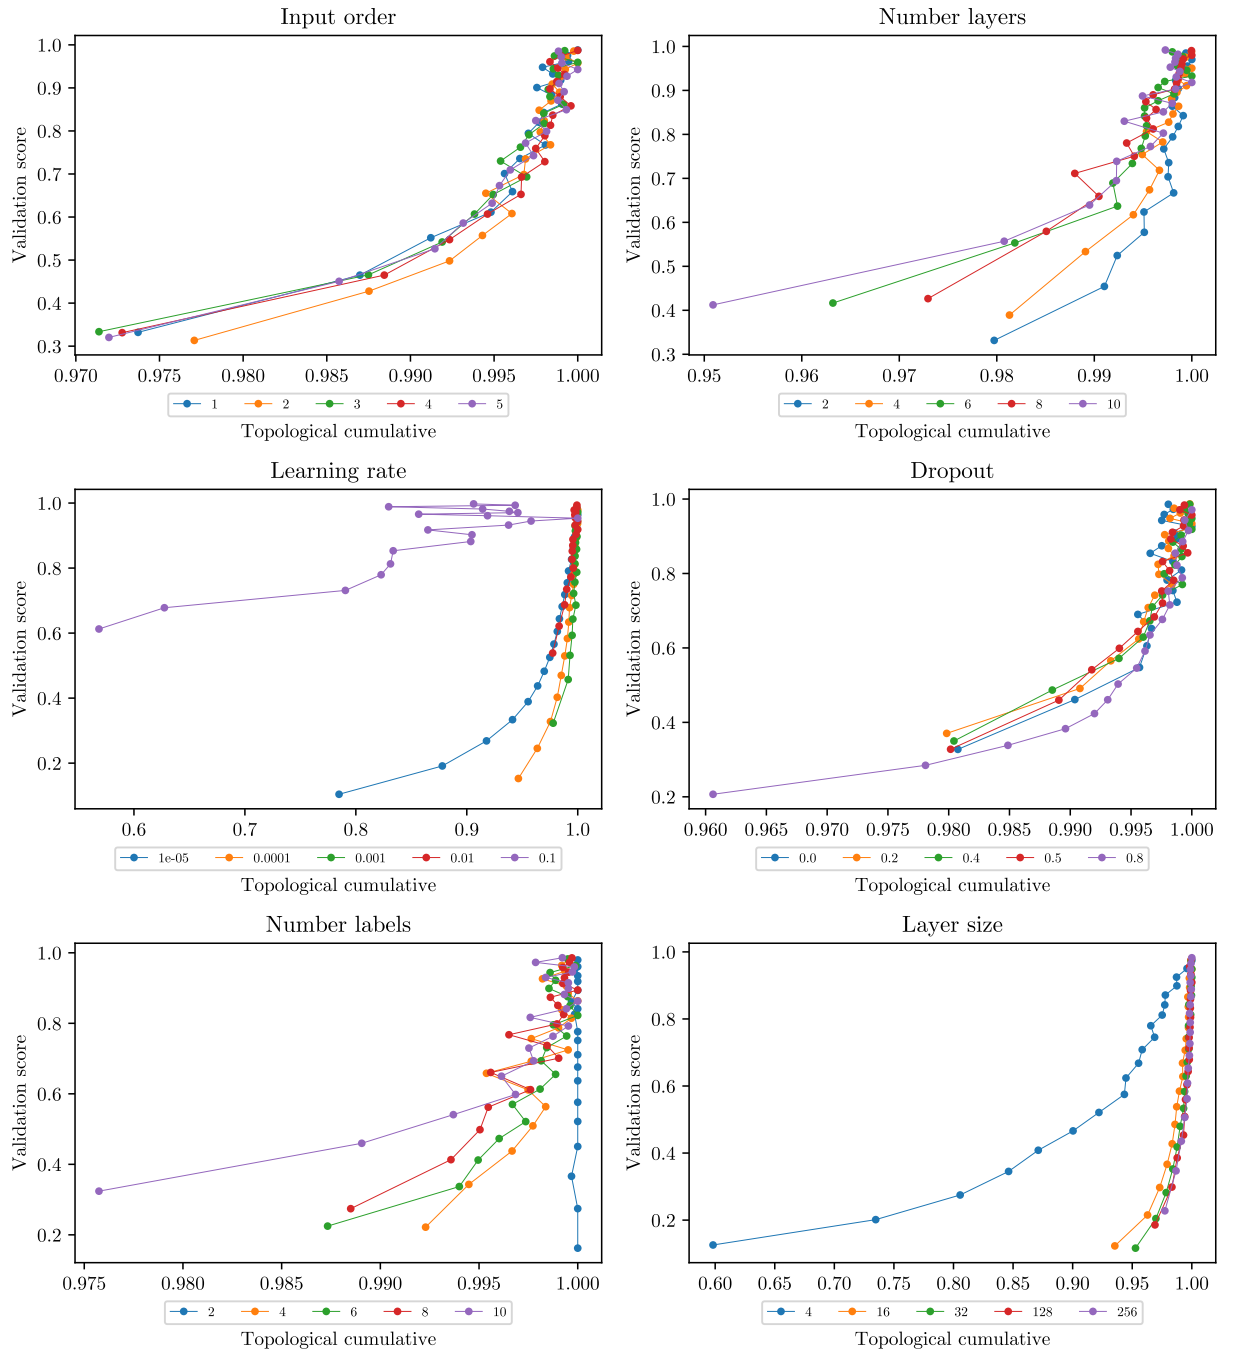 Input order
Validation score
1.0
0.9
0.8
0.7
0.6
0.5
0.4
0.3
0.970 0.975 0.980 0.985 0.990 0.995 1.000
1 2 3 4 5
Topological cumulative
Number layers
Validation score
1.0
0.9
0.8
0.7
0.6
0.5
0.4
0.3
0.95 0.96 0.97 0.98 0.99 1.00
2 4 6 8 10
Topological cumulative
Learning rate
Validation score
1.0
0.8
0.6
0.4
0.2
0.6 0.7 0.8 0.9 1.0
1e-05 0.0001 0.001 0.01 0.1
Topological cumulative
Dropout
Validation score
1.0
0.8
0.6
0.4
0.2
0.960 0.965 0.970 0.975 0.980 0.985 0.990 0.995 1.000
0.0 0.2 0.4 0.5 0.8
Topological cumulative
Number labels
Validation score
1.0
0.8
0.6
0.4
0.2
0.975 0.980 0.985 0.990 0.995 1.000
2 4 6 8 10
Topological cumulative
Layer size
Validation score
1.0
0.8
0.6
0.4
0.2
0.60 0.65 0.70 0.75 0.80 0.85 0.90 0.95 1.00
4 16 32 128 256
Topological cumulative